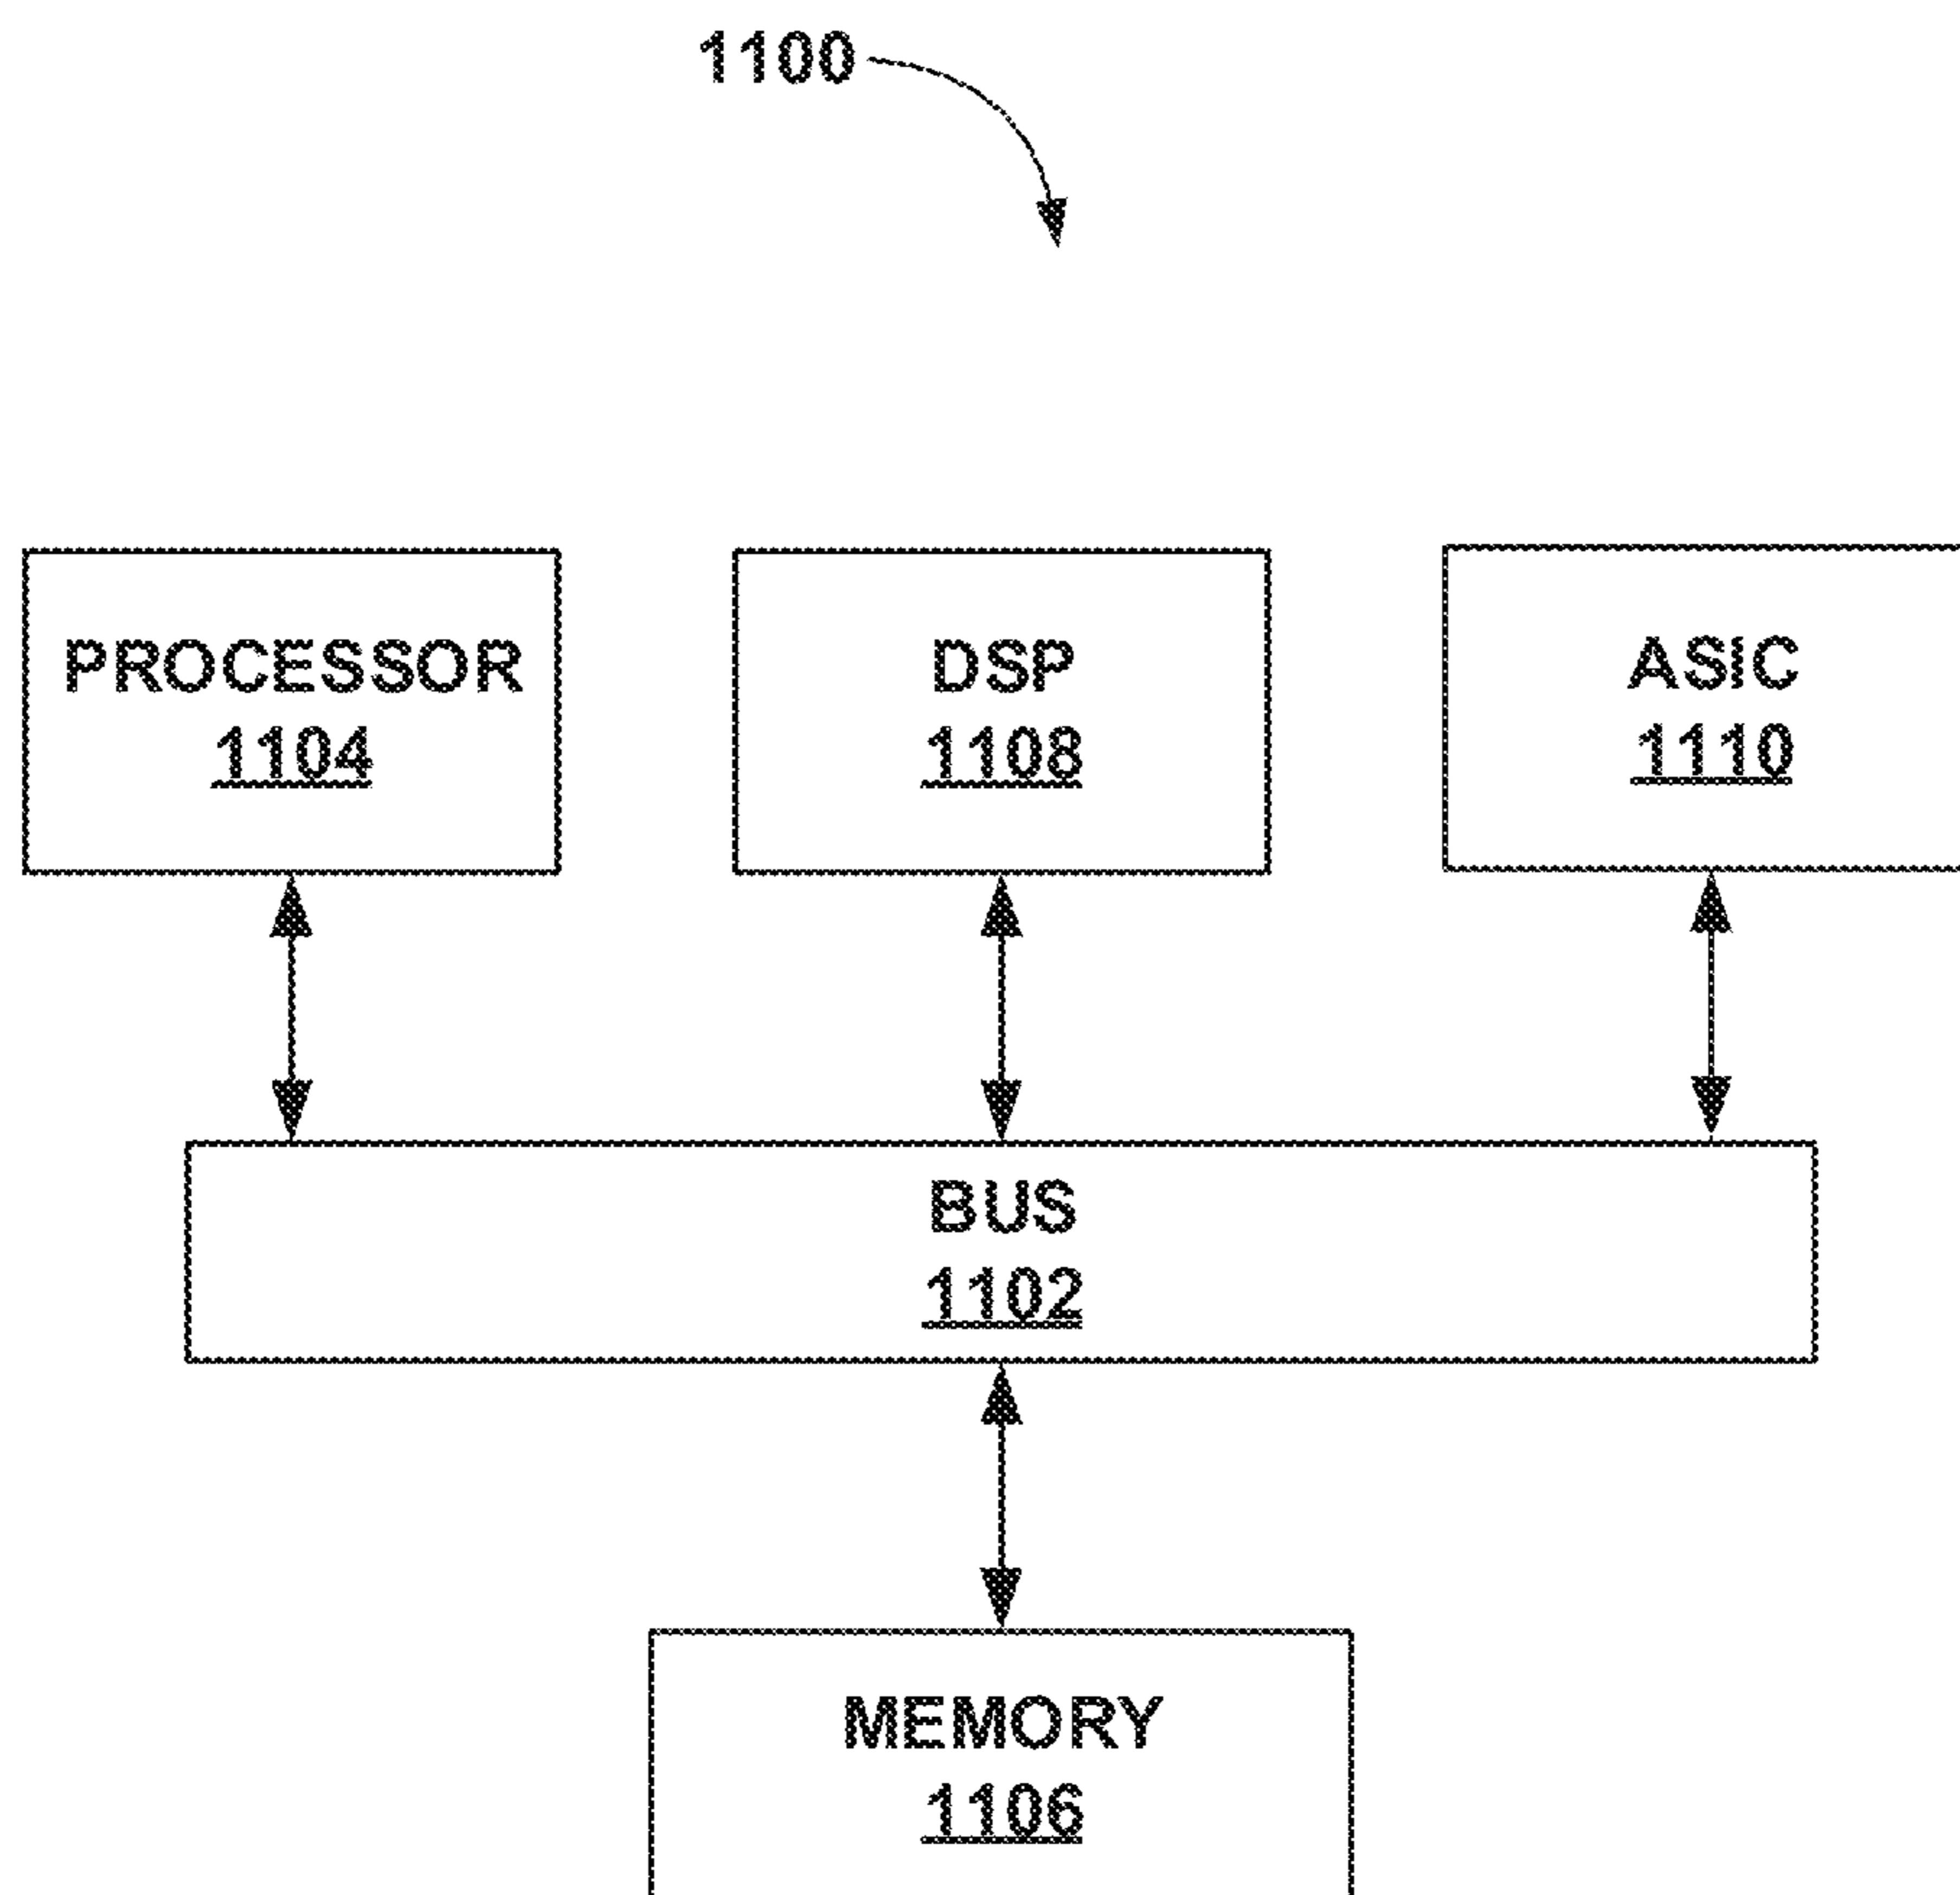 1100
PROCESSOR
1104
DSP
1108
ASIC
1110
BUS
1102
MEMORY
1106